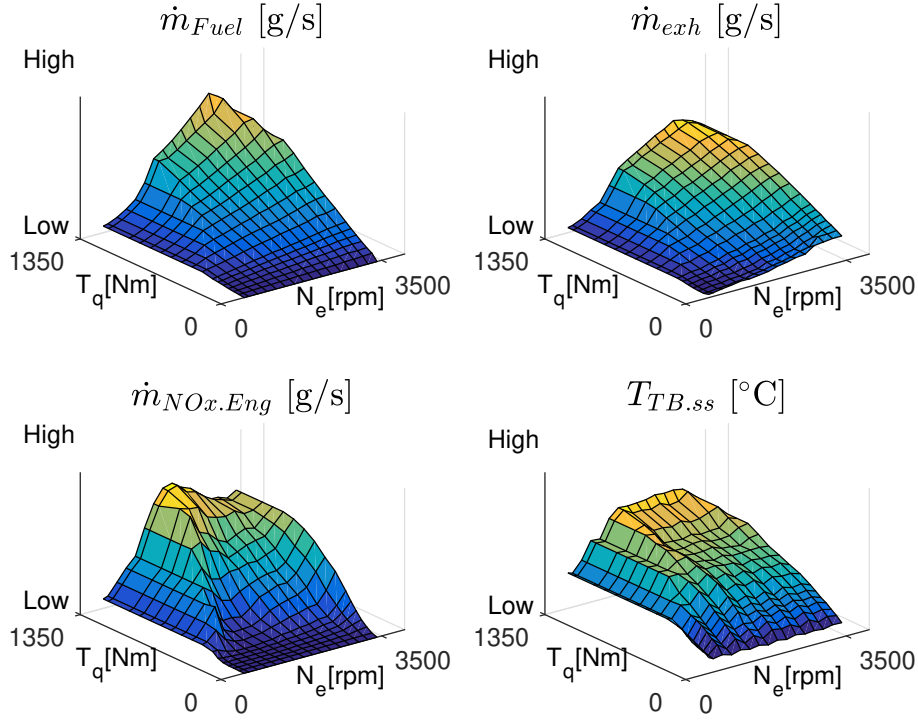 ṁ_Fuel [g/s]
High
Low
1350
T_q[Nm]
0
0
N_e[rpm]
3500
ṁ_exh [g/s]
High
Low
1350
T_q[Nm]
0
0
N_e[rpm]
3500
ṁ_NOx.Eng [g/s]
High
Low
1350
T_q[Nm]
0
0
N_e[rpm]
3500
T_TB.ss [°C]
High
Low
1350
T_q[Nm]
0
0
N_e[rpm]
3500